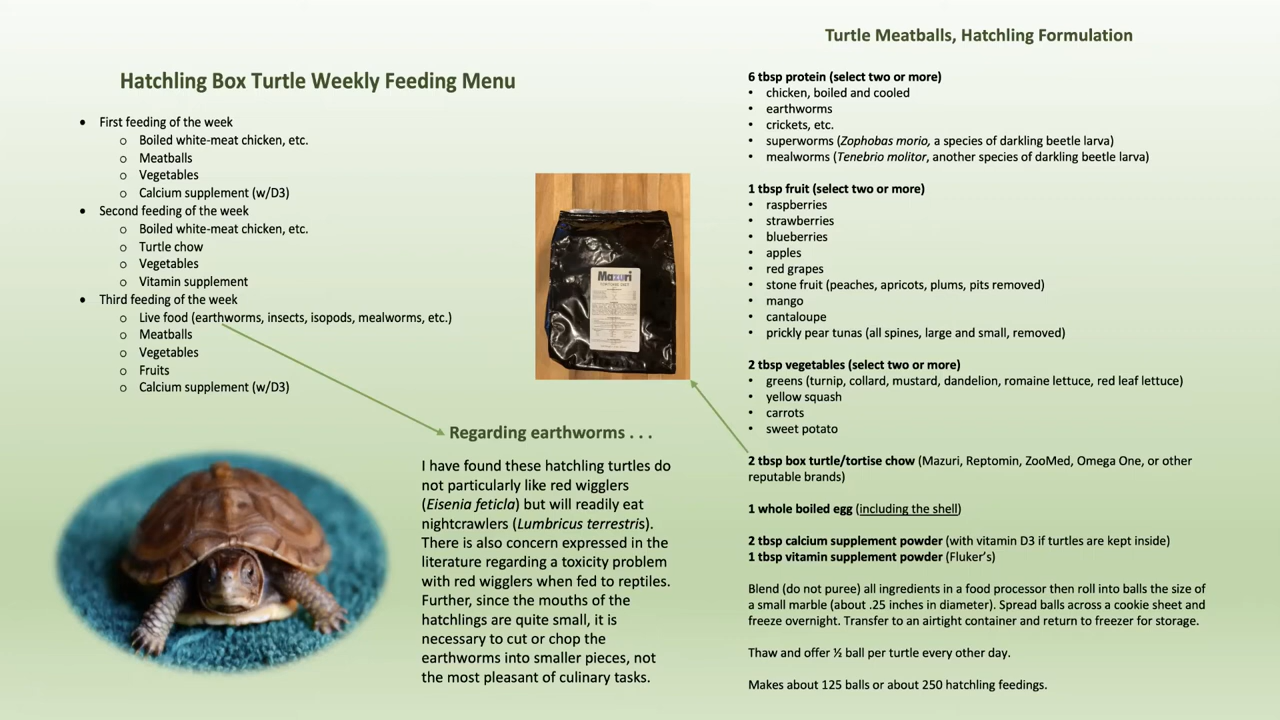 Hatchling Box Turtle Weekly Feeding Menu
• First feeding of the week
o Boiled white-meat chicken, etc.
o Meatballs
o Vegetables
o Calcium supplement (w/D3)
• Second feeding of the week
o Boiled white-meat chicken, etc.
o Turtle chow
o Vegetables
o Vitamin supplement
• Third feeding of the week
o Live food (earthworms, insects, isopods, mealworms, etc.)
o Meatballs
o Vegetables
o Fruits
o Calcium supplement (w/D3)
Mazuri
Regarding earthworms . . .
I have found these hatchling turtles do
not particularly like red wigglers
(Eisenia feticla) but will readily eat
nightcrawlers (Lumbricus terrestris).
There is also concern expressed in the
literature regarding a toxicity problem
with red wigglers when fed to reptiles.
Further, since the mouths of the
hatchlings are quite small, it is
necessary to cut or chop the
earthworms into smaller pieces, not
the most pleasant of culinary tasks.
Turtle Meatballs, Hatchling Formulation
6 tbsp protein (select two or more)
• chicken, boiled and cooled
• earthworms
• crickets, etc.
• superworms (Zophobas morio, a species of darkling beetle larva)
• mealworms (Tenebrio molitor, another species of darkling beetle larva)
1 tbsp fruit (select two or more)
• raspberries
• strawberries
• blueberries
• apples
• red grapes
• stone fruit (peaches, apricots, plums, pits removed)
• mango
• cantaloupe
• prickly pear tunas (all spines, large and small, removed)
2 tbsp vegetables (select two or more)
• greens (turnip, collard, mustard, dandelion, romaine lettuce, red leaf lettuce)
• yellow squash
• carrots
• sweet potato
2 tbsp box turtle/tortise chow (Mazuri, Reptomin, ZooMed, Omega One, or other
reputable brands)
1 whole boiled egg (including the shell)
2 tbsp calcium supplement powder (with vitamin D3 if turtles are kept inside)
1 tbsp vitamin supplement powder (Fluker's)
Blend (do not puree) all ingredients in a food processor then roll into balls the size of
a small marble (about .25 inches in diameter). Spread balls across a cookie sheet and
freeze overnight. Transfer to an airtight container and return to freezer for storage.
Thaw and offer ½ ball per turtle every other day.
Makes about 125 balls or about 250 hatchling feedings.